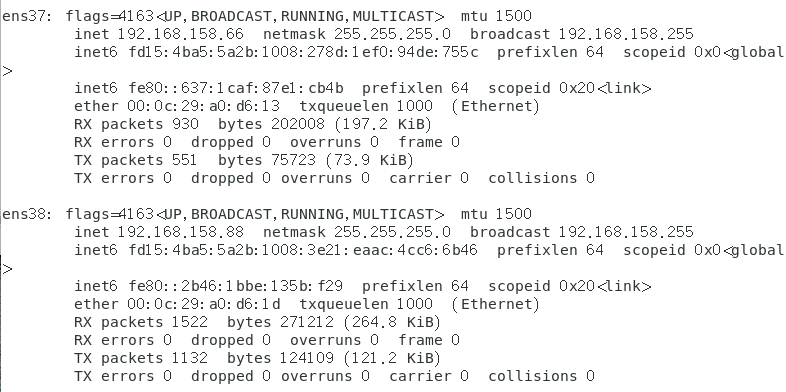 ens37: flags=4163<UP,BROADCAST,RUNNING,MULTICAST>  mtu 1500
        inet 192.168.158.66  netmask 255.255.255.0  broadcast 192.168.158.255
        inet6 fd15:4ba5:5a2b:1008:278d:1ef0:94de:755c  prefixlen 64  scopeid 0x0<global
>
        inet6 fe80::637:1caf:87e1:cb4b  prefixlen 64  scopeid 0x20<link>
        ether 00:0c:29:a0:d6:13  txqueuelen 1000  (Ethernet)
        RX packets 930  bytes 202008 (197.2 KiB)
        RX errors 0  dropped 0  overruns 0  frame 0
        TX packets 551  bytes 75723 (73.9 KiB)
        TX errors 0  dropped 0 overruns 0  carrier 0  collisions 0

ens38: flags=4163<UP,BROADCAST,RUNNING,MULTICAST>  mtu 1500
        inet 192.168.158.88  netmask 255.255.255.0  broadcast 192.168.158.255
        inet6 fd15:4ba5:5a2b:1008:3e21:eaac:4cc6:6b46  prefixlen 64  scopeid 0x0<global
>
        inet6 fe80::2b46:1bbe:135b:f29  prefixlen 64  scopeid 0x20<link>
        ether 00:0c:29:a0:d6:1d  txqueuelen 1000  (Ethernet)
        RX packets 1522  bytes 271212 (264.8 KiB)
        RX errors 0  dropped 0  overruns 0  frame 0
        TX packets 1132  bytes 124109 (121.2 KiB)
        TX errors 0  dropped 0 overruns 0  carrier 0  collisions 0